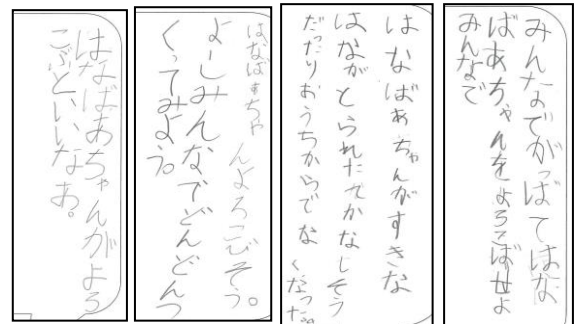 はなばあちゃんがよろ
こぶといいなあ。
はなばあちゃ んよろこびそう。
よーしみんなでどんどんつ
くってみよう。
はなばあちゃんがすきな
はながとられたてかなしそう
だったりおうちからでな くなった。
みんなでがっばてはな
ばあちゃんをよろこばせよ
みんなで